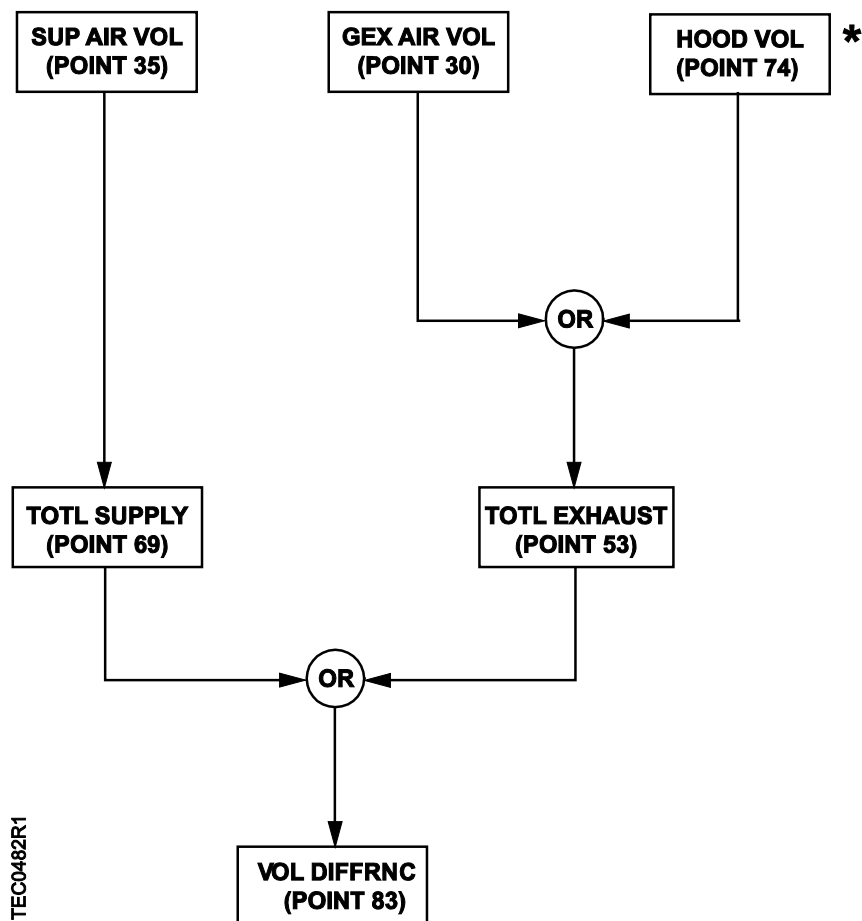 SUP AIR VOL
(POINT 35)
GEX AIR VOL
(POINT 30)
HOOD VOL
(POINT 74)
*
OR
TOTL SUPPLY
(POINT 69)
TOTL EXHAUST
(POINT 53)
OR
VOL DIFFRNC
(POINT 83)
TEC0482R1